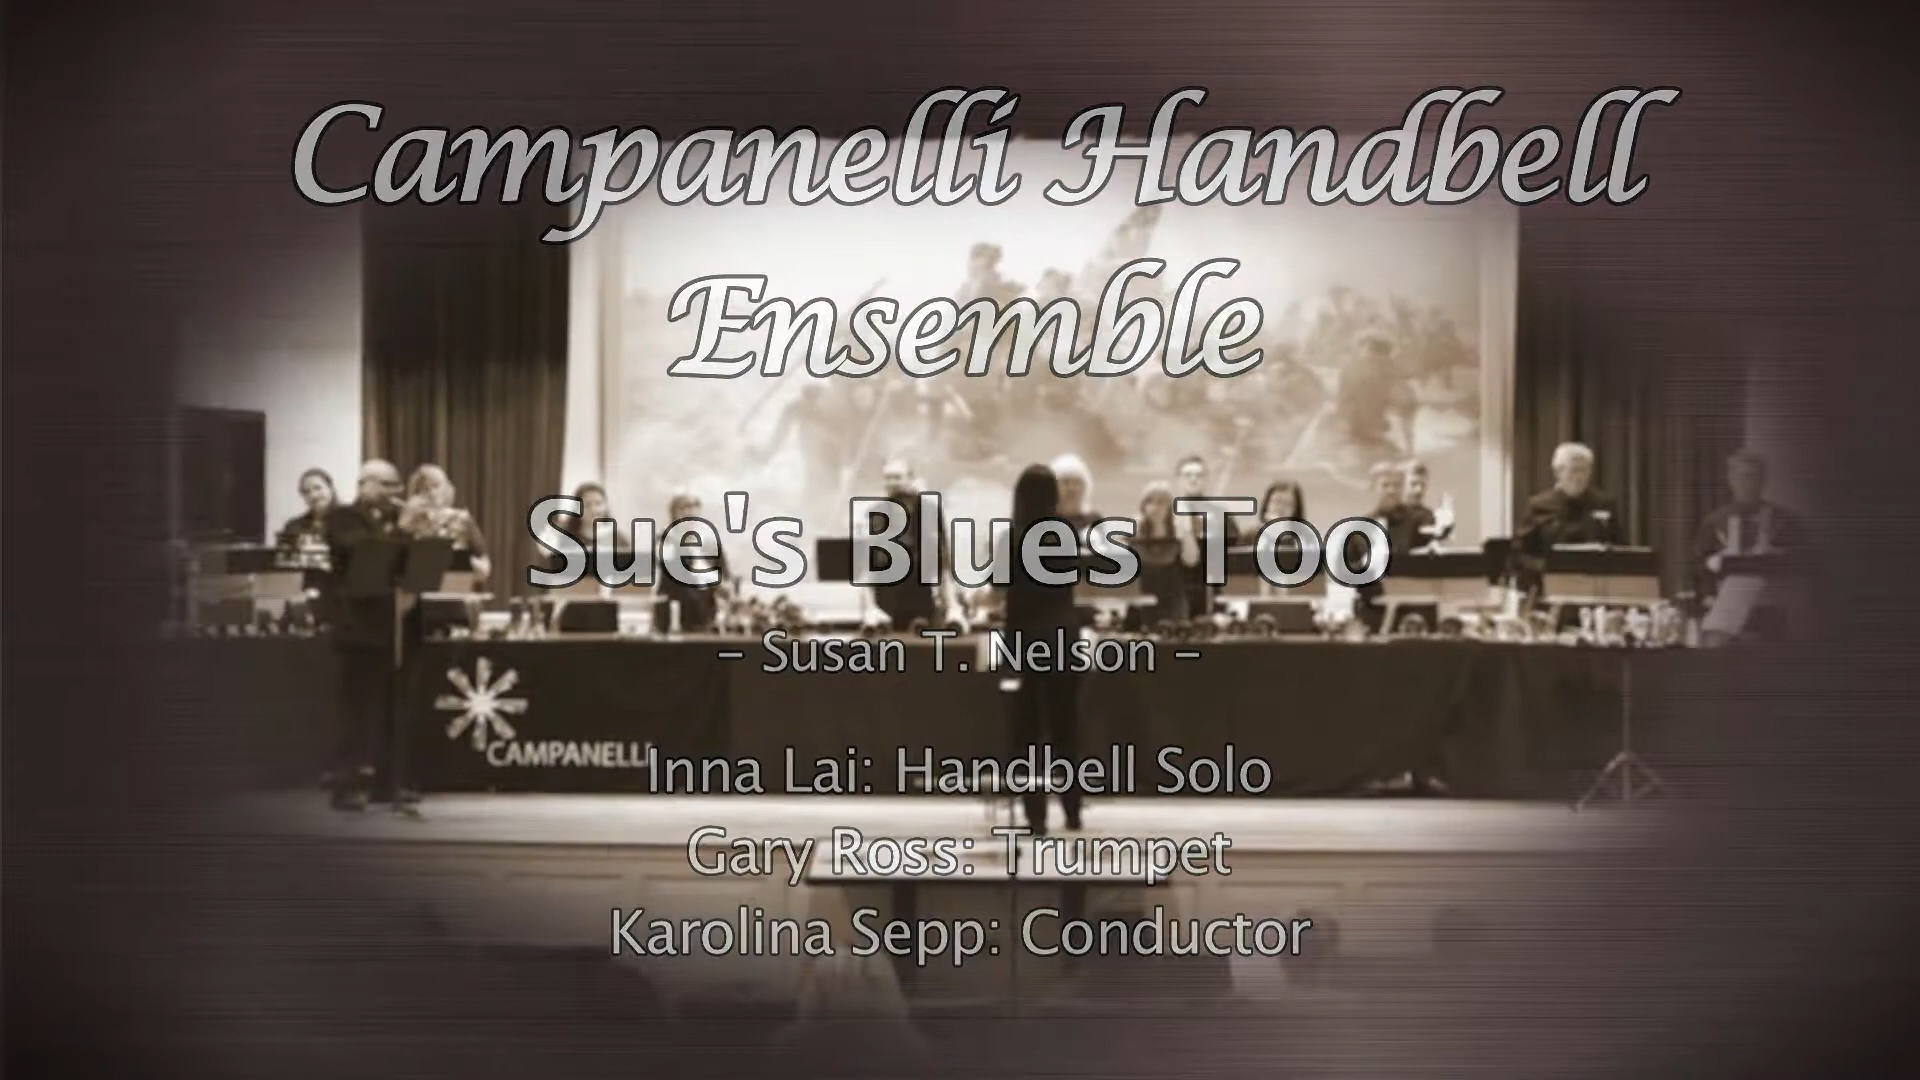 Campanelli Handbell
Ensemble
Sue's Blues Too
– Susan T. Nelson –
CAMPANELLI
Inna Lai: Handbell Solo
Gary Ross: Trumpet
Karolina Sepp: Conductor